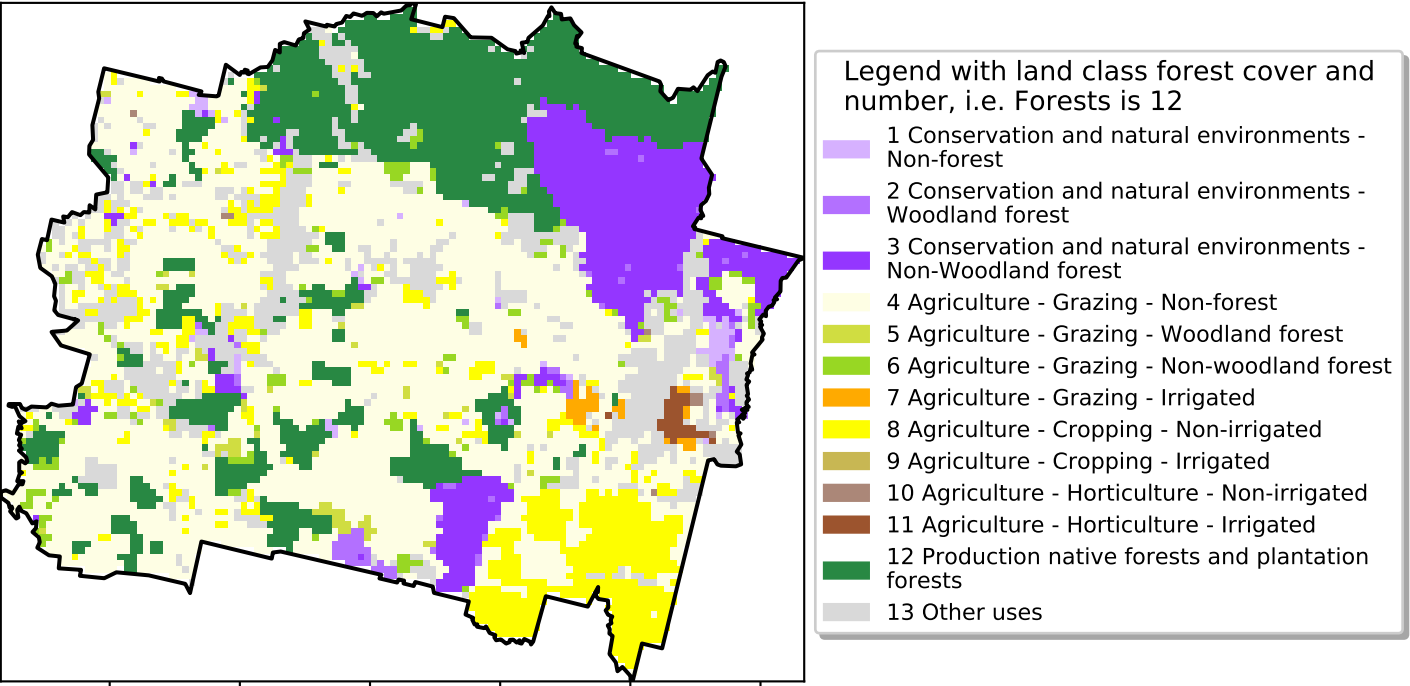 Legend with land class forest cover and
number, i.e. Forests is 12
1 Conservation and natural environments -
Non-forest
2 Conservation and natural environments -
Woodland forest
3 Conservation and natural environments -
Non-Woodland forest
4 Agriculture - Grazing - Non-forest
5 Agriculture - Grazing - Woodland forest
6 Agriculture - Grazing - Non-woodland forest
7 Agriculture - Grazing - Irrigated
8 Agriculture - Cropping - Non-irrigated
9 Agriculture - Cropping - Irrigated
10 Agriculture - Horticulture - Non-irrigated
11 Agriculture - Horticulture - Irrigated
12 Production native forests and plantation
forests
13 Other uses